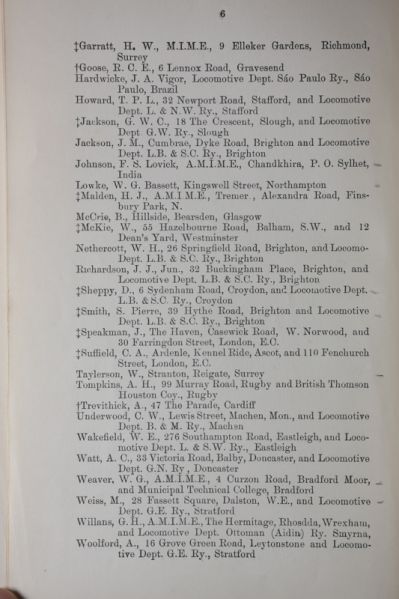 6
‡Garratt, H. W., M.I.M.E., 9 Elleker Gardens, Richmond,
Surrey
†Goose, R. C. E., 6 Lennox Road, Gravesend
Hardwicke, J. A. Vigor, Locomotive Dept. Sáo Paulo Ry., Sáo
Paulo, Brazil
Howard, T. P. L., 32 Newport Road, Stafford, and Locomotive
Dept. L. & N.W. Ry., Stafford
‡Jackson, G. W. C., 18 The Crescent, Slough, and Locomotive
Dept G.W. Ry., Slough
Jackson, J. M., Cumbrae, Dyke Road, Brighton and Locomotive
Dept. L.B. & S.C. Ry., Brighton
Johnson, F. S. Lovick, A.M.I.M.E., Chandkhira, P. O. Sylhet,
India
Lowke, W. G. Bassett, Kingswell Street, Northampton
‡Malden, H. J., A.M.I.M.E., Tremer , Alexandra Road, Fins-
bury Park, N.
McCrie, B., Hillside, Bearsden, Glasgow
‡McKie, W., 55 Hazelbourne Road, Balham, S.W., and 12
Dean's Yard, Westminster
Nethercott, W. H., 26 Springfield Road, Brighton, and Locomo-
Dept. L.B. & S.C. Ry., Brighton
Richardson, J. J., Jun., 32 Buckingham Place, Brighton, and
Locomotive Dept. L.B. & S.C. Ry., Brighton
‡Sheppy, D., 6 Sydenham Road, Croydon, and Locomotive Dept.
L.B. & S.C. Ry., Croydon
‡Smith, S. Pierre, 39 Hythe Road, Brighton and Locomotive
Dept. L.B. & S.C. Ry., Brighton
‡Speakman, J., The Haven, Casewick Road, W. Norwood, and
30 Farringdon Street, London, E.C.
‡Suffield, C. A., Ardenle, Kennel Ride, Ascot, and 110 Fenchurch
Street, London, E.C.
Taylerson, W., Stranton, Reigate, Surrey
Tompkins, A. H., 99 Murray Road, Rugby and British Thomson
Houston Coy., Rugby
†Trevithick, A., 47 The Parade, Cardiff
Underwood, C. W., Lewis Street, Machen, Mon., and Locomotive
Dept. B. & M. Ry., Machen
Wakefield, W. E., 276 Southampton Road, Eastleigh, and Loco-
motive Dept. L. & S.W. Ry., Eastleigh
Watt, A. C., 33 Victoria Road, Balby, Doncaster, and Locomotive
Dept. G.N. Ry , Doncaster
Weaver, W. G., A.M.I.M.E., 4 Curzon Road, Bradford Moor,
and Municipal Technical College, Bradford
Weiss, M., 28 Fassett Square, Dalston, W.E., and Locomotive
Dept. G.E. Ry., Stratford
Willans, G. H., A.M.I.M.E., The Hermitage, Rhosddu, Wrexham,
and Locomotive Dept. Ottoman (Aidin) Ry. Smyrna,
Woolford, A., 16 Grove Green Road, Leytonstone and Locomo-
tive Dept. G.E. Ry., Stratford